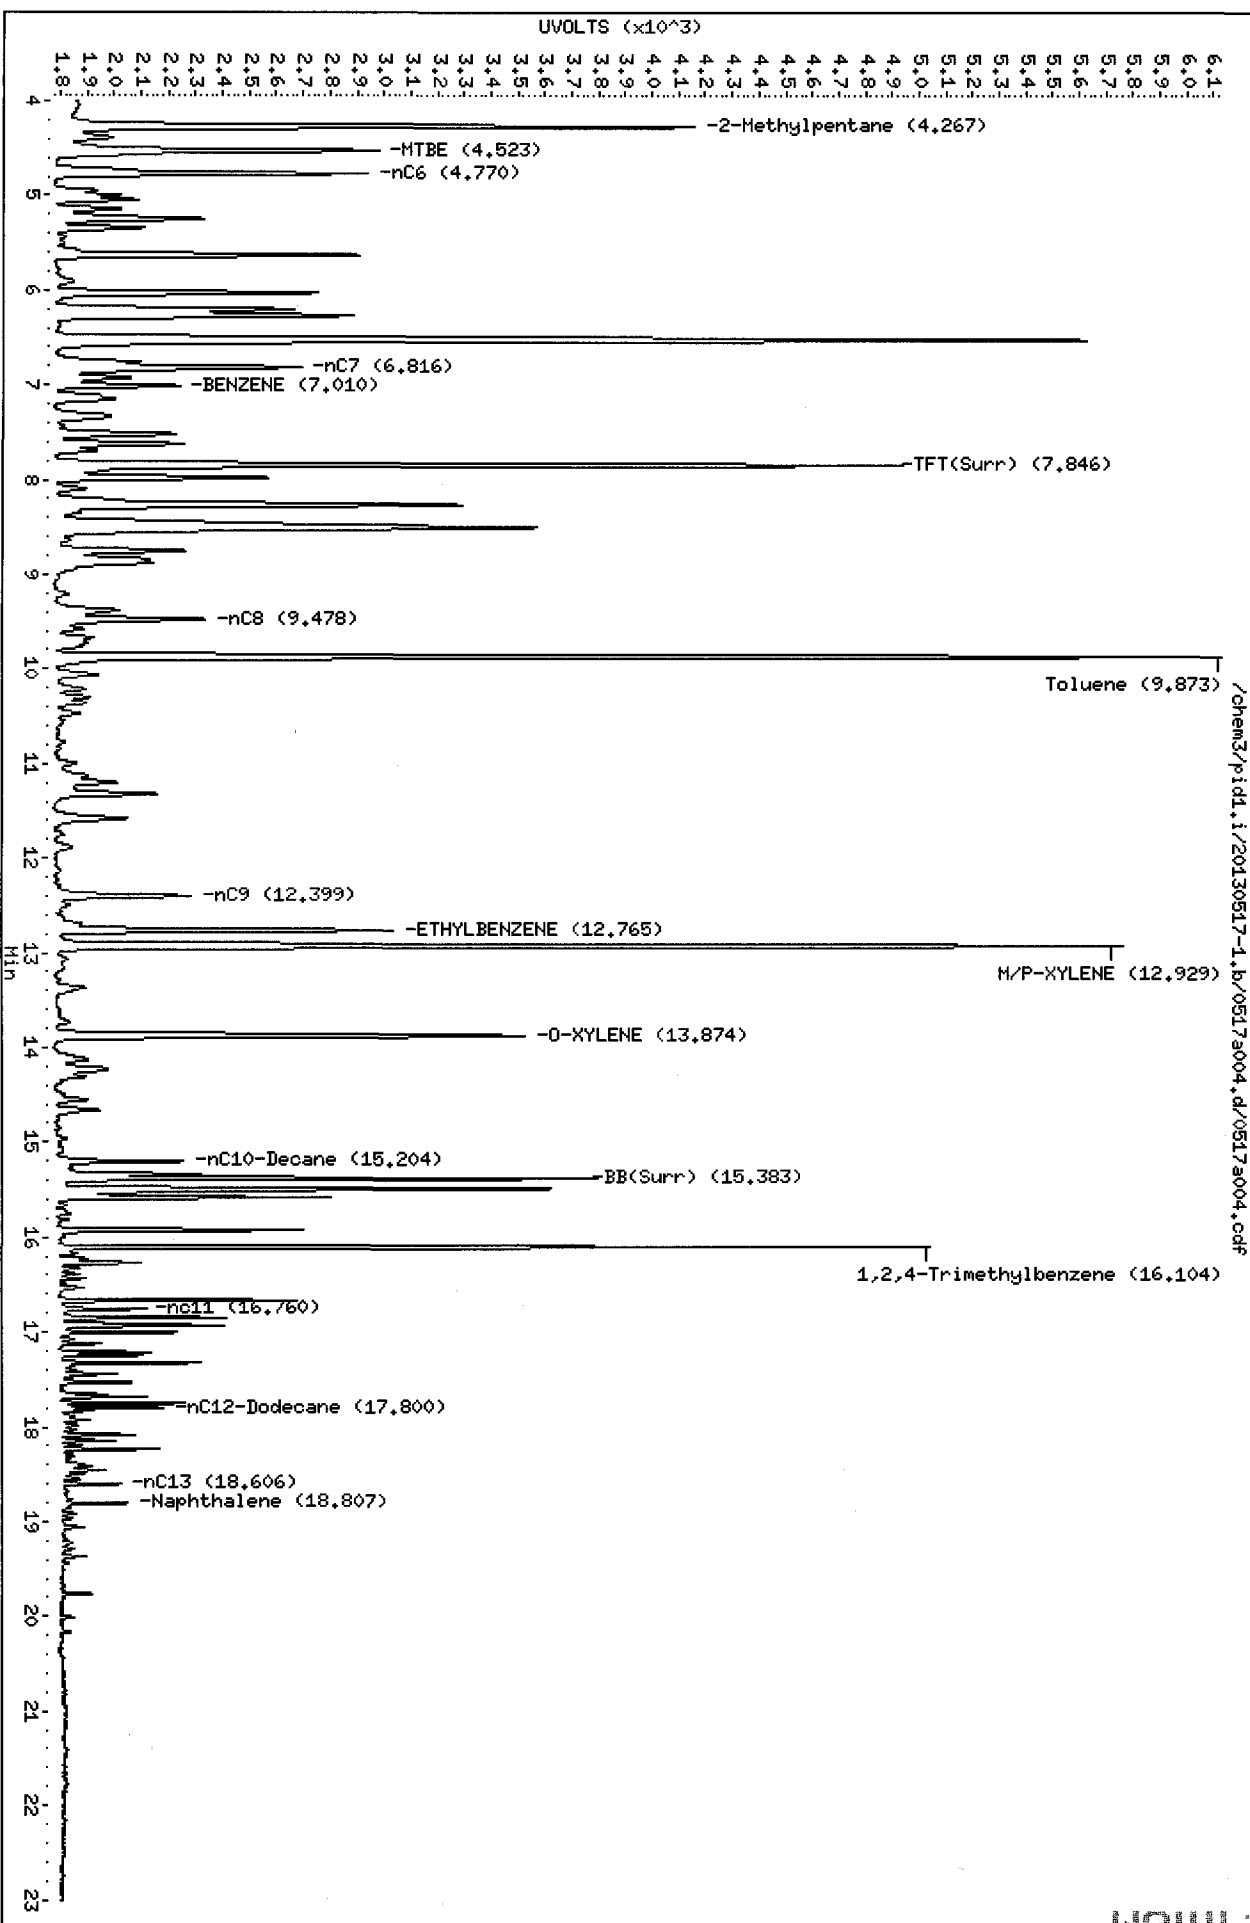 /chem3/pid1.i/20130517-1.b/0517a004.d/0517a004.cdf
UVOLTS (x10^3)
1.8
1.9
2.0
2.1
2.2
2.3
2.4
2.5
2.6
2.7
2.8
2.9
3.0
3.1
3.2
3.3
3.4
3.5
3.6
3.7
3.8
3.9
4.0
4.1
4.2
4.3
4.4
4.5
4.6
4.7
4.8
4.9
5.0
5.1
5.2
5.3
5.4
5.5
5.6
5.7
5.8
5.9
6.0
6.1
-2-Methylpentane (4.267)
-MTBE (4.523)
-nC6 (4.770)
-nC7 (6.816)
-BENZENE (7.010)
-TFT(Surr) (7.846)
-nC8 (9.478)
Toluene (9.873)
-nC9 (12.399)
-ETHYLBENZENE (12.765)
M/P-XYLENE (12.929)
-O-XYLENE (13.874)
-nC10-Decane (15.204)
-BB(Surr) (15.383)
1,2,4-Trimethylbenzene (16.104)
-nc11 (16.760)
-nC12-Dodecane (17.800)
-nC13 (18.606)
-Naphthalene (18.807)
4
5
6
7
8
9
10
11
12
13
14
15
16
17
18
19
20
21
22
23
Min